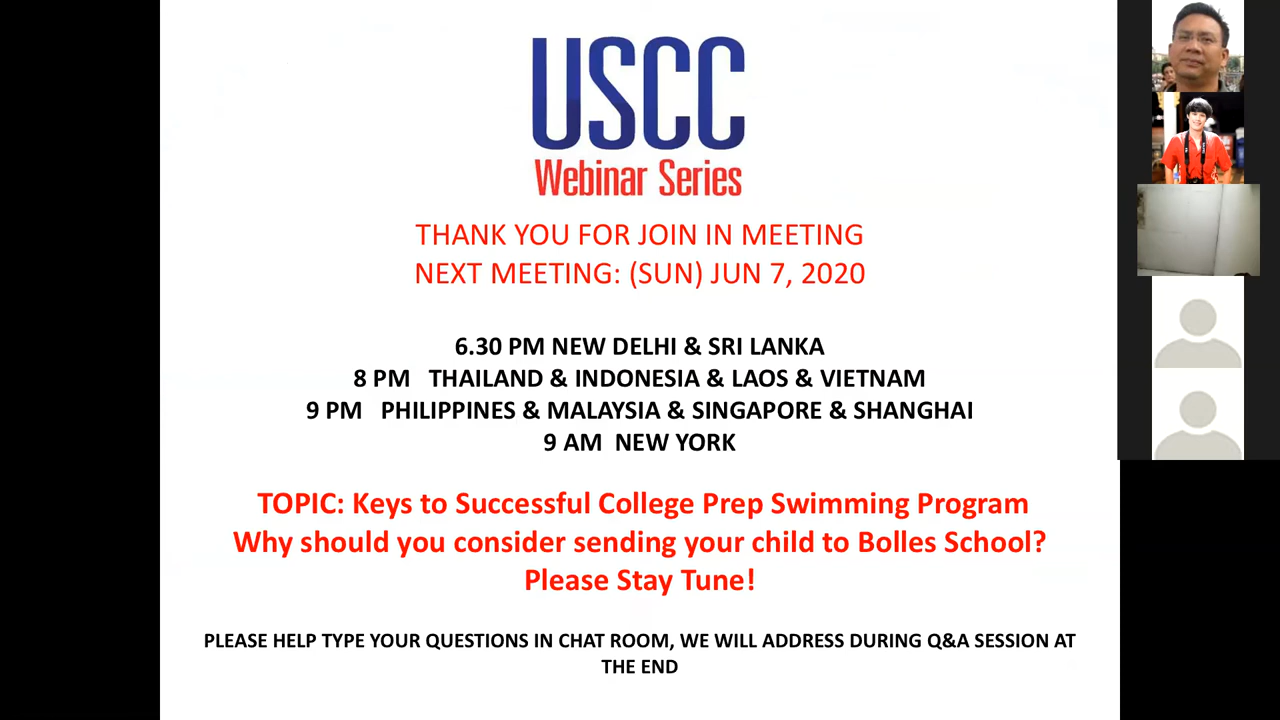 USCC
Webinar Series
THANK YOU FOR JOIN IN MEETING
NEXT MEETING: (SUN) JUN 7, 2020
6.30 PM NEW DELHI & SRI LANKA
8 PM THAILAND & INDONESIA & LAOS & VIETNAM
9 PM PHILIPPINES & MALAYSIA & SINGAPORE & SHANGHAI
9 AM NEW YORK
TOPIC: Keys to Successful College Prep Swimming Program
Why should you consider sending your child to Bolles School?
Please Stay Tune!
PLEASE HELP TYPE YOUR QUESTIONS IN CHAT ROOM, WE WILL ADDRESS DURING Q&A SESSION AT
THE END